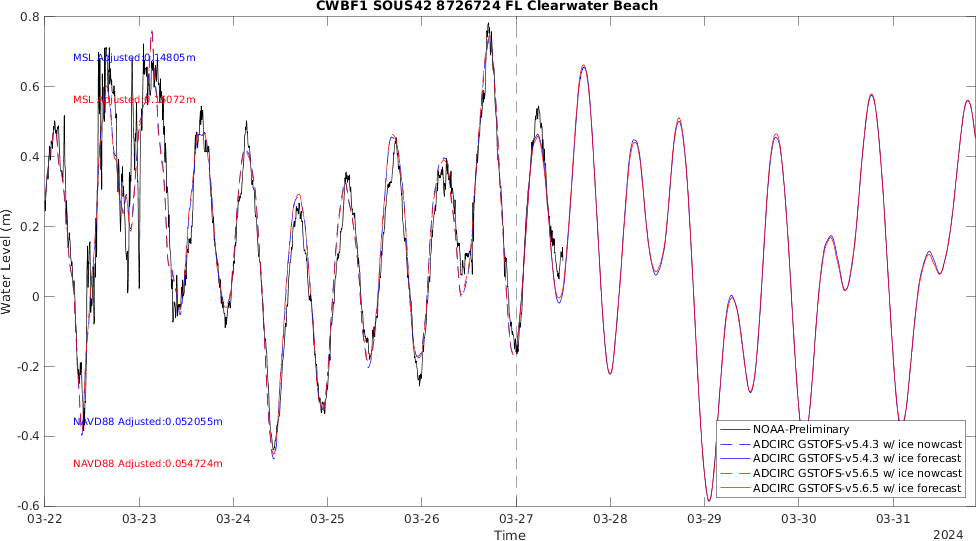 CWBF1 SOUS42 8726724 FL Clearwater Beach
0.8
MSL Adjusted:0.14805m
0.6
MSL Adjusted:0.15072m
0.4
0.2
Water Level (m)
0
-0.2
NAVD88 Adjusted:0.052055m
-0.4
NAVD88 Adjusted:0.054724m
NOAA-Preliminary
ADCIRC GSTOFS-v5.4.3 w/ ice nowcast
ADCIRC GSTOFS-v5.4.3 w/ ice forecast
ADCIRC GSTOFS-v5.6.5 w/ ice nowcast
ADCIRC GSTOFS-v5.6.5 w/ ice forecast
-0.6
03-22 03-23 03-24 03-25 03-26 03-27 03-28 03-29 03-30 03-31
Time
2024